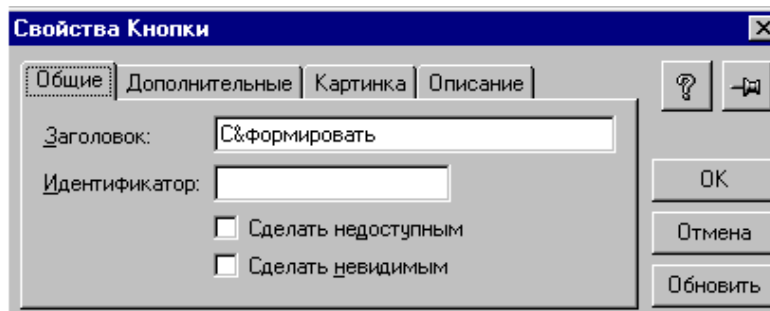 Свойства Кнопки
Общие Дополнительные Картинка Описание
Заголовок: С&формировать
Идентификатор:
Сделать недоступным
Сделать невидимым
?
OK
Отмена
Обновить